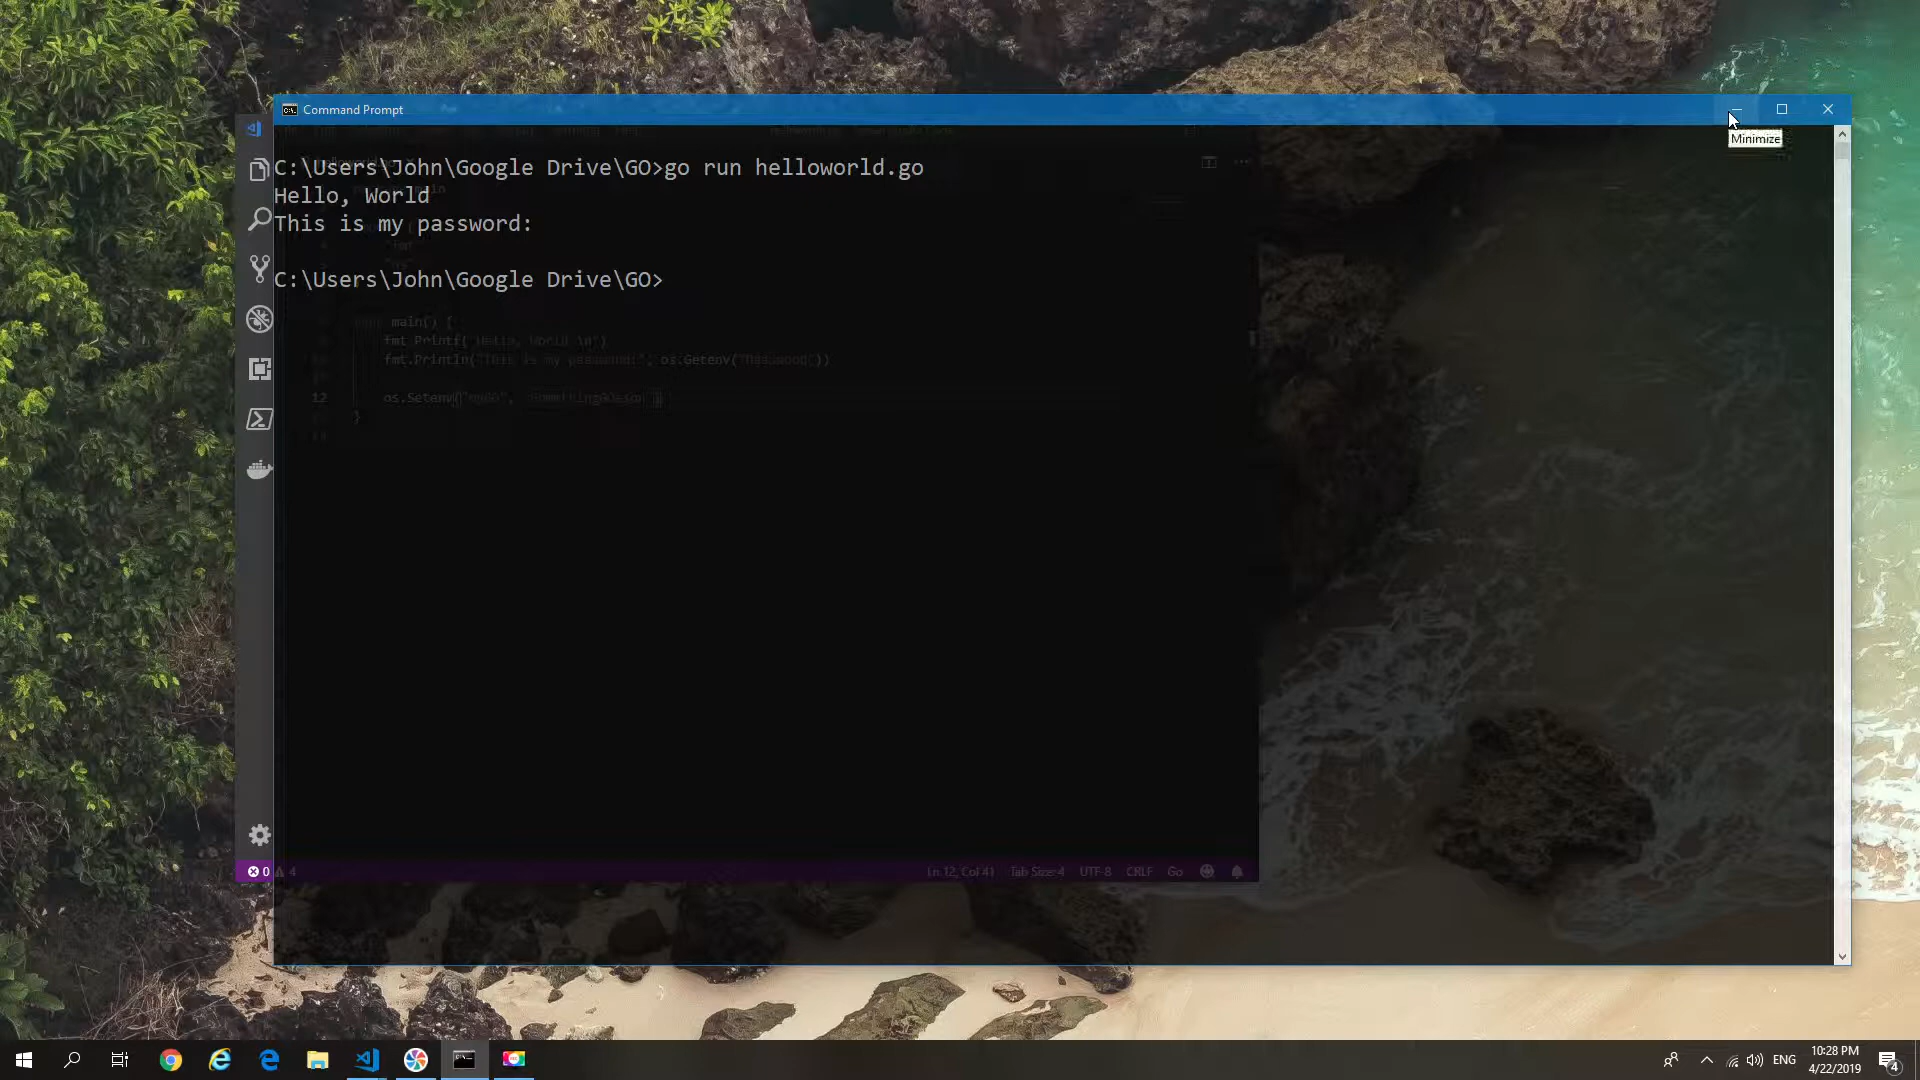 Command Prompt
Minimize
C:\Users\John\Google Drive\GO>go run helloworld.go
Hello, World
This is my password:
C:\Users\John\Google Drive\GO>
main() {
fmt.Printf("Hello, World \n")
fmt.Println("This is my password:", os.Getenv(
12 os.Setenv(
}
0 4
Ln 12, Col 41 Tab Size: 4 UTF-8 CRLF Go
ENG
10:28 PM
4/22/2019
4